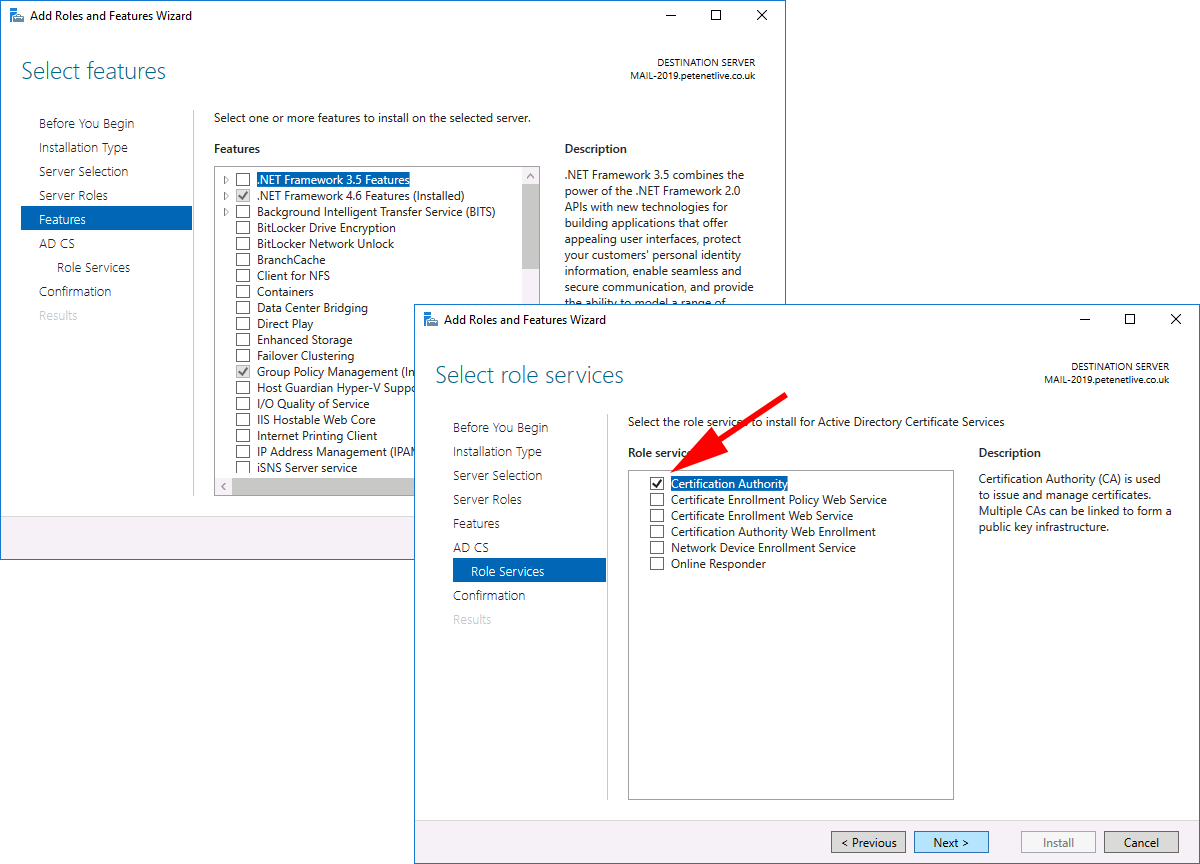 Add Roles and Features Wizard
Select features
DESTINATION SERVER
MAIL-2019.petenetlive.co.uk
Before You Begin
Installation Type
Server Selection
Server Roles
Features
AD CS
Role Services
Confirmation
Results
Select one or more features to install on the selected server.
Features
.NET Framework 3.5 Features
.NET Framework 4.6 Features (Installed)
Background Intelligent Transfer Service (BITS)
BitLocker Drive Encryption
BitLocker Network Unlock
BranchCache
Client for NFS
Containers
Data Center Bridging
Direct Play
Enhanced Storage
Failover Clustering
Group Policy Management (In
Host Guardian Hyper-V Suppo
I/O Quality of Service
IIS Hostable Web Core
Internet Printing Client
IP Address Management (IPAM
iSNS Server service
Description
.NET Framework 3.5 combines the
power of the .NET Framework 2.0
APIs with new technologies for
building applications that offer
appealing user interfaces, protect
your customers' personal identity
information, enable seamless and
secure communication, and provide
the ability to model a range of
Add Roles and Features Wizard
Select role services
DESTINATION SERVER
MAIL-2019.petenetlive.co.uk
Before You Begin
Installation Type
Server Selection
Server Roles
Features
AD CS
Role Services
Confirmation
Results
Select the role services to install for Active Directory Certificate Services
Role servic
Certification Authority
Certificate Enrollment Policy Web Service
Certificate Enrollment Web Service
Certification Authority Web Enrollment
Network Device Enrollment Service
Online Responder
Description
Certification Authority (CA) is used
to issue and manage certificates.
Multiple CAs can be linked to form a
public key infrastructure.
< Previous
Next >
Install
Cancel